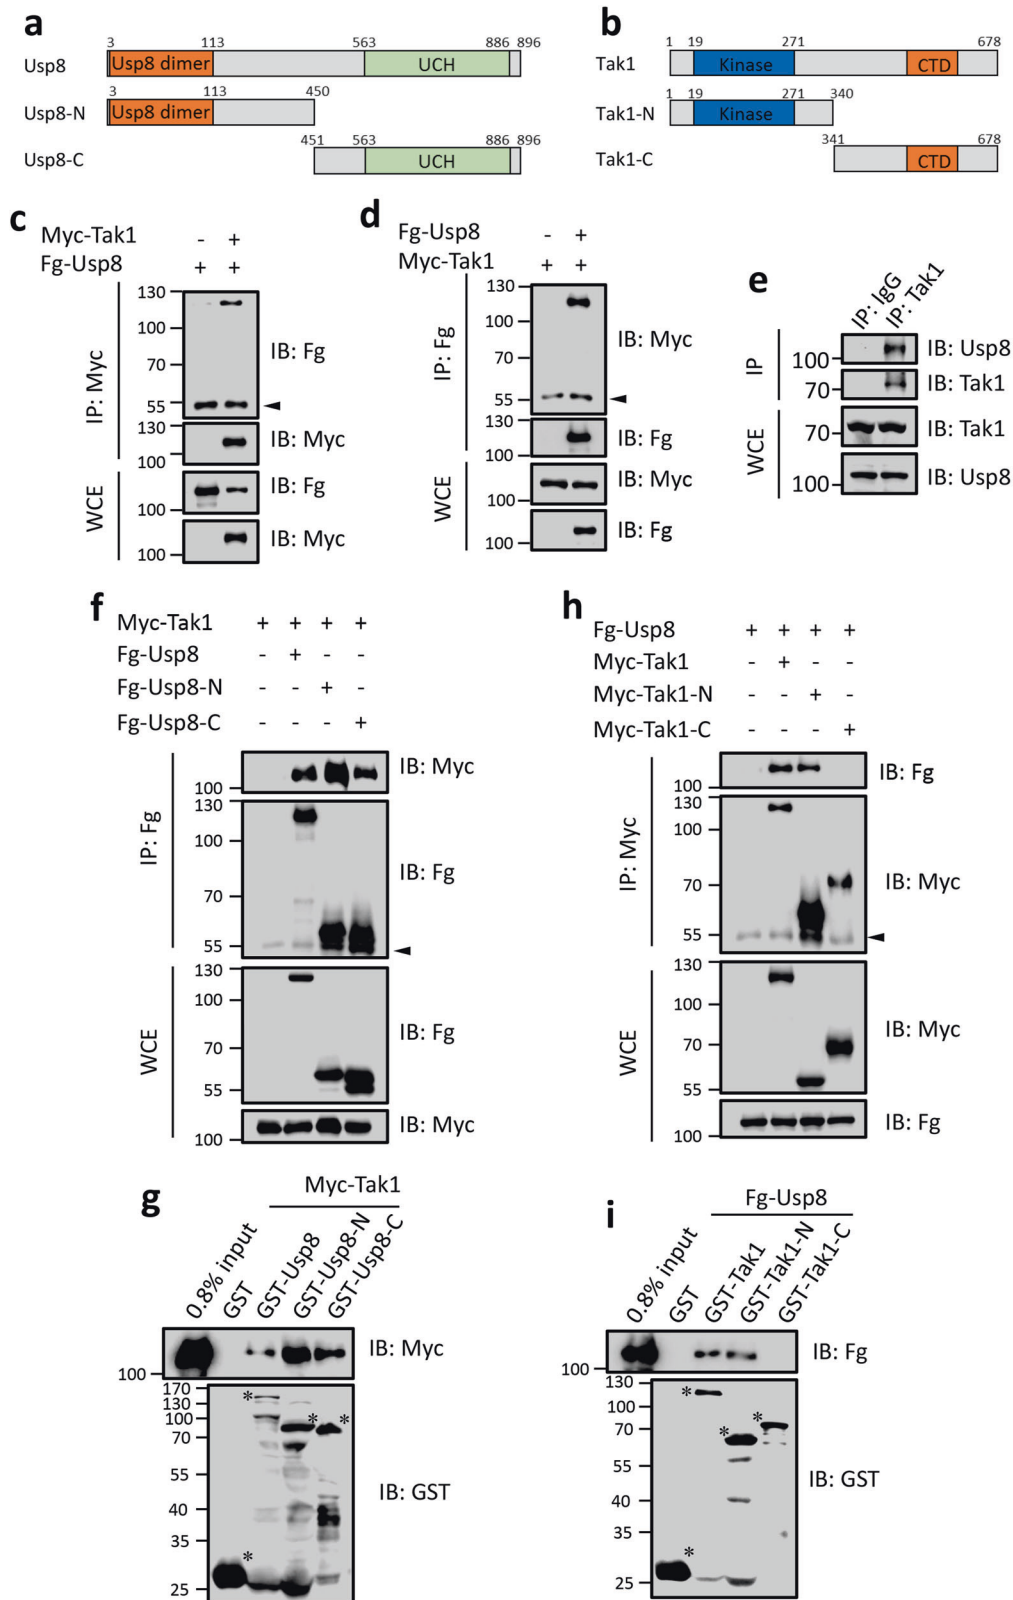 a
3 113 563 886 896
Usp8 Usp8 dimer UCH
3 113 450
Usp8-N Usp8 dimer
451 563 886 896
Usp8-C UCH
b
1 19 271 678
Tak1 Kinase CTD
1 19 271 340
Tak1-N Kinase
341 678
Tak1-C CTD
c
Myc-Tak1 - +
Fg-Usp8 + +
IP: Myc
130
100
70
55
IB: Fg
130
100
IB: Myc
WCE
100
IB: Fg
100
IB: Myc
d
Fg-Usp8 - +
Myc-Tak1 + +
IP: Fg
130
100
70
55
IB: Myc
130
100
IB: Fg
WCE
100
IB: Myc
100
IB: Fg
e
IP: IgG
IP: Tak1
IP
100
IB: Usp8
70
IB: Tak1
WCE
70
IB: Tak1
100
IB: Usp8
f
Myc-Tak1 + + + +
Fg-Usp8 - + - -
Fg-Usp8-N - - + -
Fg-Usp8-C - - - +
IP: Fg
100
IB: Myc
130
100
70
55
IB: Fg
WCE
130
100
70
55
IB: Fg
100
IB: Myc
h
Fg-Usp8 + + + +
Myc-Tak1 - + - -
Myc-Tak1-N - - + -
Myc-Tak1-C - - - +
IP: Myc
100
IB: Fg
130
100
70
55
IB: Myc
WCE
130
100
70
55
IB: Myc
100
IB: Fg
g
Myc-Tak1
0.8% input
GST
GST-Usp8
GST-Usp8-N
GST-Usp8-C
100
IB: Myc
170
130
100
70
55
40
35
25
* * * *
IB: GST
i
Fg-Usp8
0.8% input
GST
GST-Tak1
GST-Tak1-N
GST-Tak1-C
100
IB: Fg
130
100
70
55
40
35
25
* * * *
IB: GST